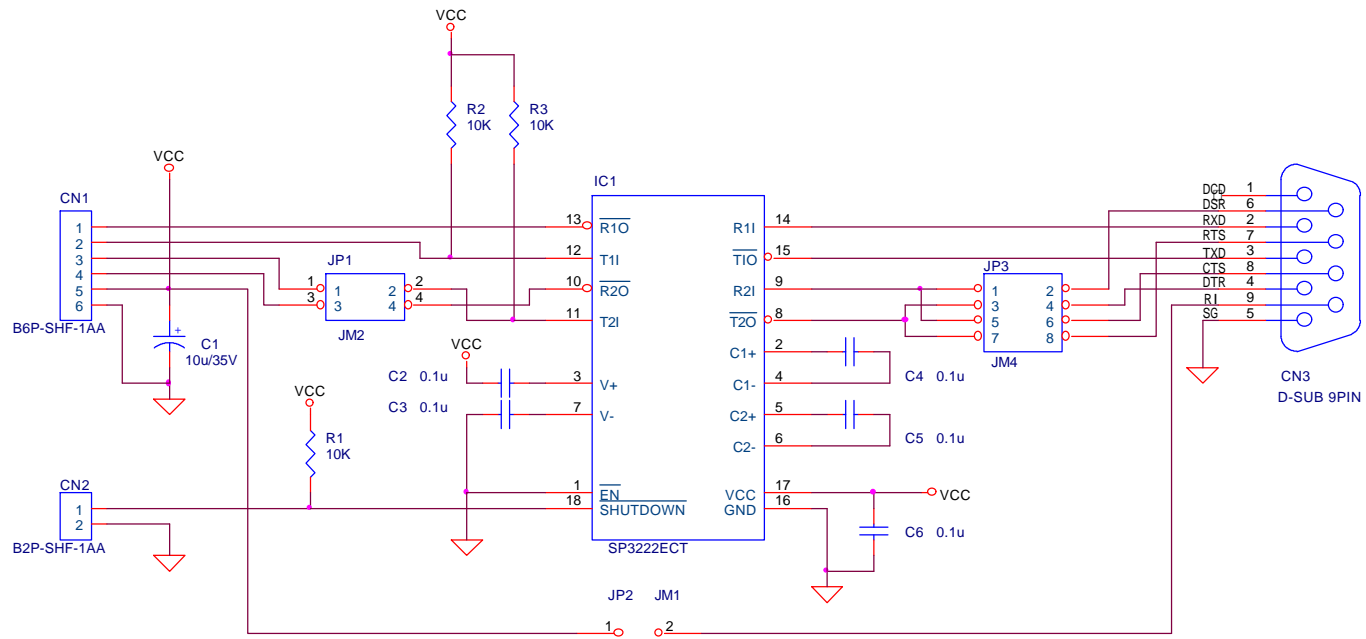 VCC
R2
10K
R3
10K
VCC
CN1
1
2
3
4
5
6
B6P-SHF-1AA
C1
+
10u/35V
JP1
1
3
1
3
2
4
2
4
JM2
IC1
13
R1O
12
T1I
10
R2O
11
T2I
3
V+
7
V-
1
EN
18
SHUTDOWN
R1I
14
TIO
15
R2I
9
T2O
8
C1+
2
C1-
4
C2+
5
C2-
6
VCC
17
GND
16
SP3222ECT
VCC
C2 0.1u
C3 0.1u
VCC
R1
10K
CN2
1
2
B2P-SHF-1AA
C4 0.1u
C5 0.1u
VCC
C6 0.1u
JP3
1
3
5
7
2
4
6
8
JM4
DCD 1
DSR 6
RXD 2
RTS 7
TXD 3
CTS 8
DTR 4
RI 9
SG 5
CN3
D-SUB 9PIN
JP2 JM1
1
2